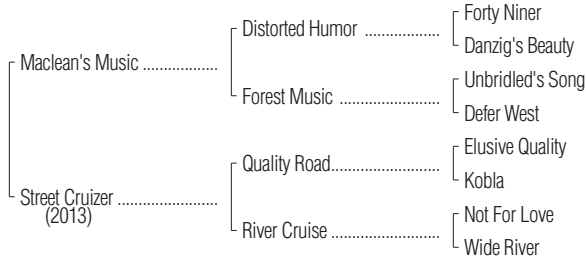 Forty Niner
Distorted Humor ..................
Danzig's Beauty
Maclean's Music ..................
Unbridled's Song
Forest Music ........................
Defer West
Elusive Quality
Quality Road..........................
Kobla
Street Cruizer ........................
(2013)
Not For Love
River Cruise ..........................
Wide River